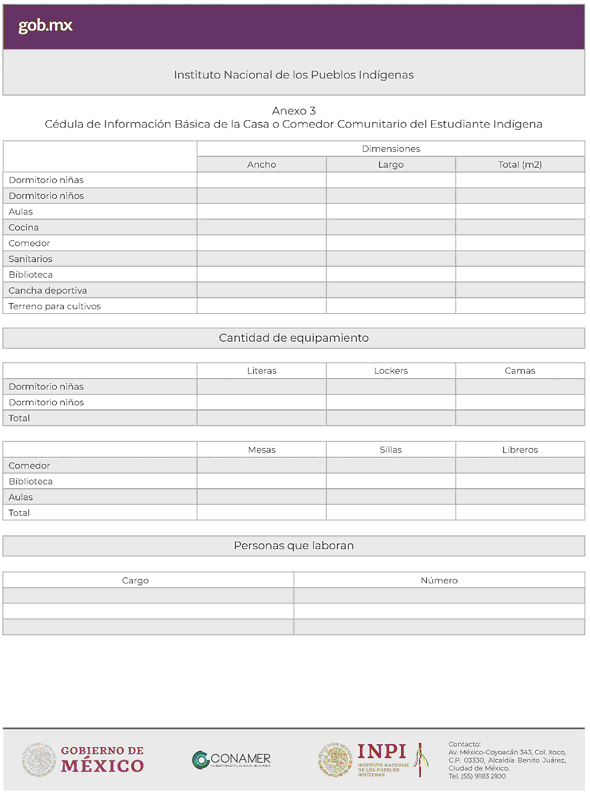 gob.mx
Instituto Nacional de los Pueblos Indígenas
Anexo 3
Cédula de Información Básica de la Casa o Comedor Comunitario del Estudiante Indígena
Dimensiones
Ancho Largo Total (m2)
Dormitorio niñas
Dormitorio niños
Aulas
Cocina
Comedor
Sanitarios
Biblioteca
Cancha deportiva
Terreno para cultivos
Cantidad de equipamiento
Literas Lockers Camas
Dormitorio niñas
Dormitorio niños
Total
Mesas Sillas Libreros
Comedor
Biblioteca
Aulas
Total
Personas que laboran
Cargo Número
GOBIERNO DE
MÉXICO
CONAMER
INPI
INSTITUTO NACIONAL
DE LOS PUEBLOS
INDÍGENAS
Contacto:
Av. México-Coyoacán 343, Col. Xoco,
C.P. 03330, Alcaldía Benito Juárez,
Ciudad de México.
Tel. (55) 9183 2100